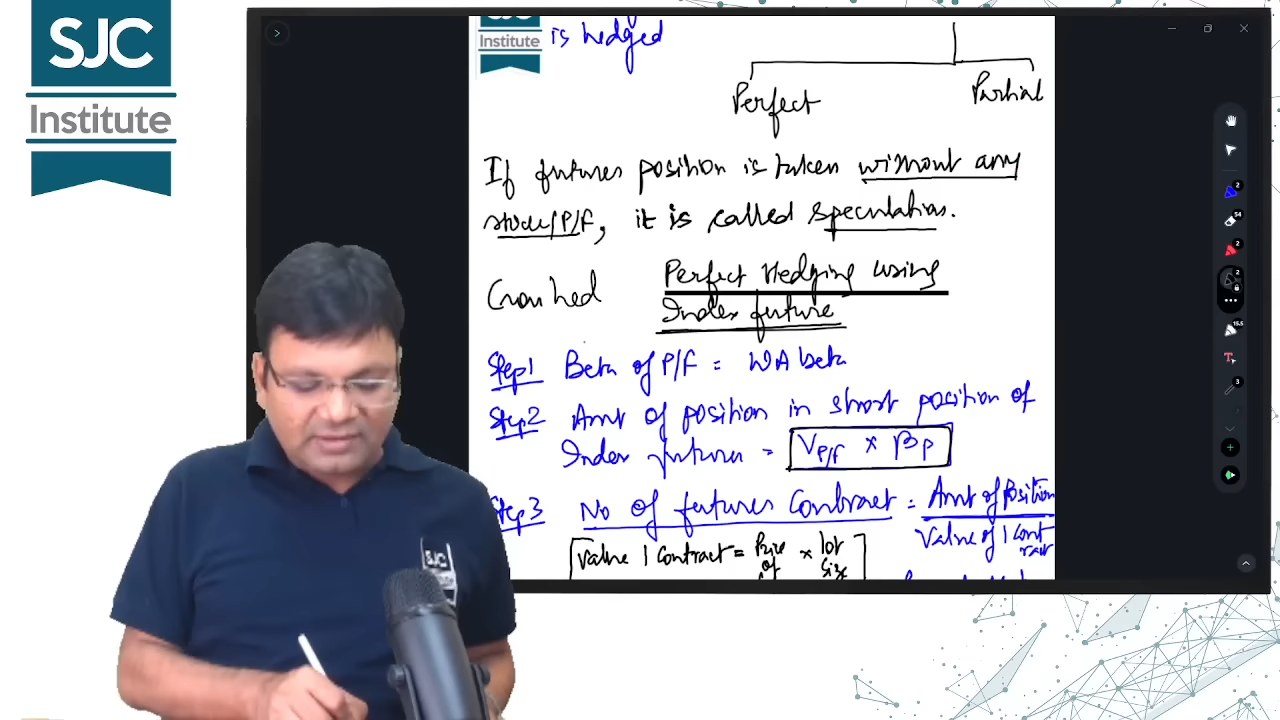 SJC
Institute
Institute is hedged
Perfect
Partial
If futures position is taken without any
stock/P/F, it is called speculation.
Perfect Hedging using
Index future
Step1 Beta of P/F = WA beta
Step2 Amt of position in short position of
Index futures = VP/F × βP
Step3 No of futures Contract = Amt of Position
Value of 1 Contract
Value 1 Contract = Price of × lot size
SJC